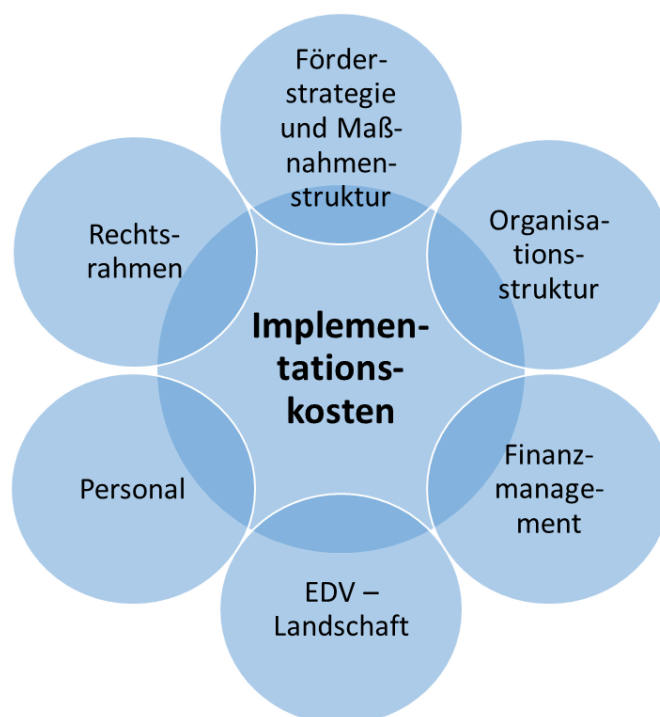 Förder-
strategie
und Maß-
nahmen-
struktur
Organisa-
tions-
struktur
Finanz-
manage-
ment
EDV –
Landschaft
Personal
Rechts-
rahmen
Implemen-
tations-
kosten